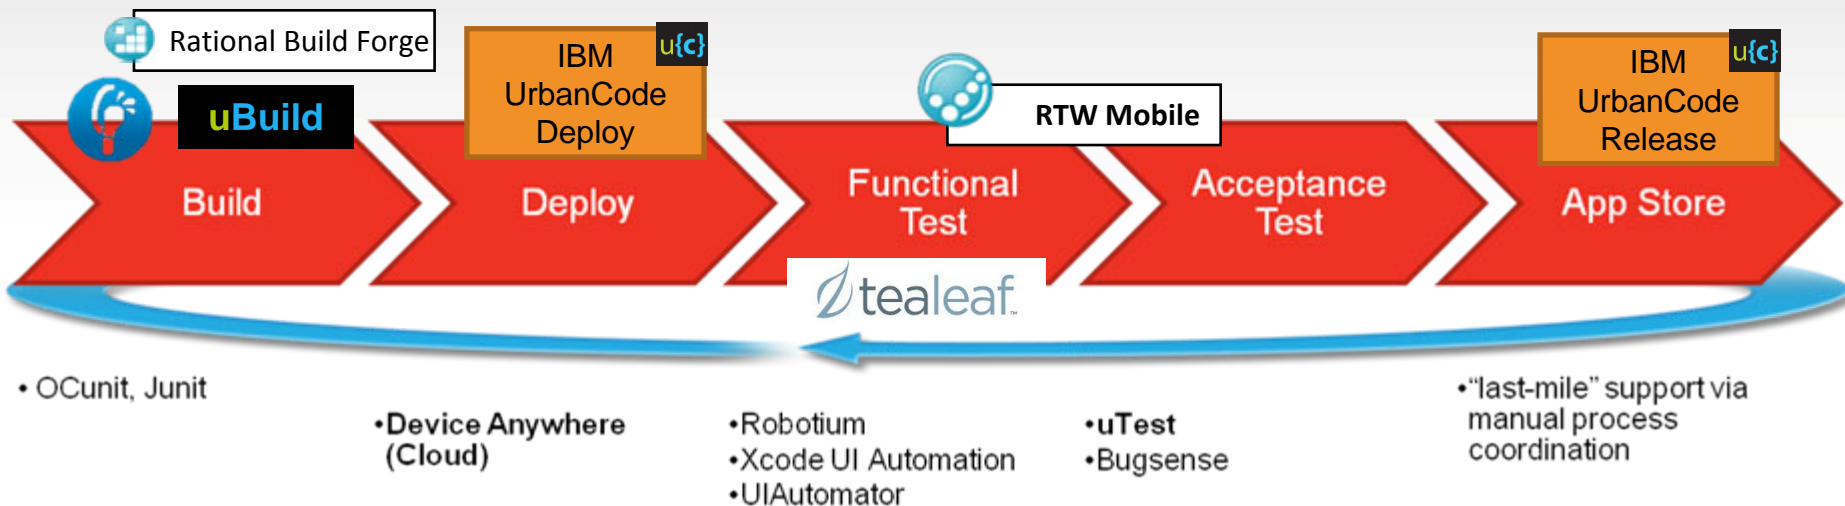 Rational Build Forge
uBuild
IBM
UrbanCode
Deploy
u{c}
RTW Mobile
IBM
UrbanCode
Release
u{c}
Build
Deploy
Functional
Test
Acceptance
Test
App Store
tealeaf™
• OCunit, Junit
•Device Anywhere
(Cloud)
•Robotium
•Xcode UI Automation
•UIAutomator
•uTest
•Bugsense
•“last-mile” support via
manual process
coordination